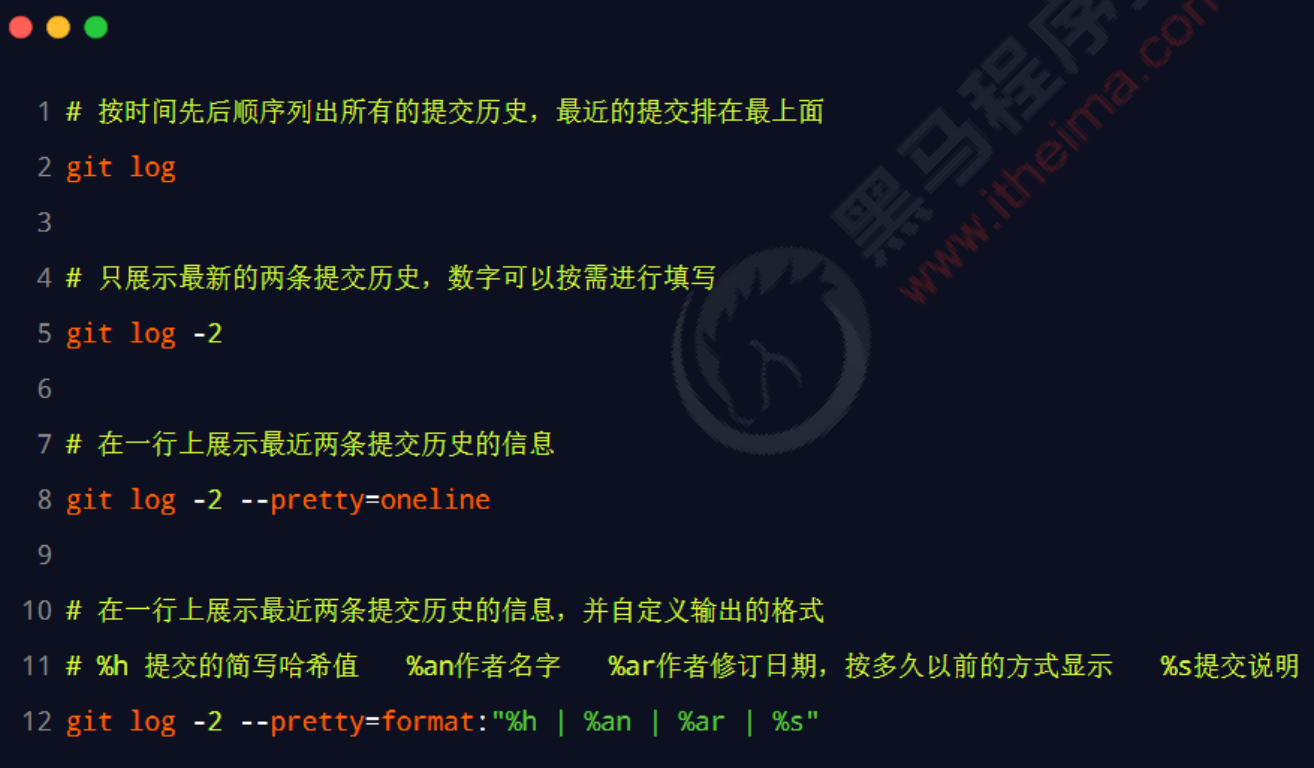 1 # 按时间先后顺序列出所有的提交历史，最近的提交排在最上面
2 git log
3
4 # 只展示最新的两条提交历史，数字可以按需进行填写
5 git log -2
6
7 # 在一行上展示最近两条提交历史的信息
8 git log -2 --pretty=oneline
9
10 # 在一行上展示最近两条提交历史的信息，并自定义输出的格式
11 # %h 提交的简写哈希值   %an作者名字   %ar作者修订日期，按多久以前的方式显示   %s提交说明
12 git log -2 --pretty=format:"%h | %an | %ar | %s"
黑马程序
www.itheima.com